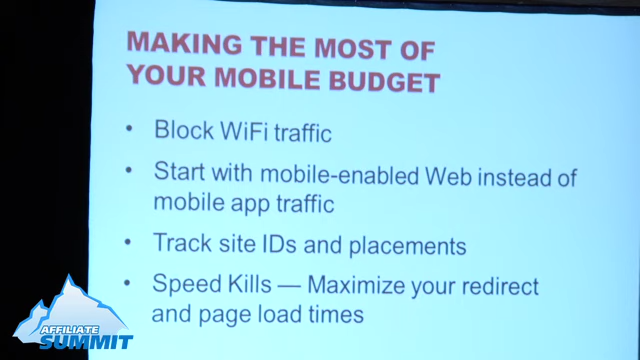 MAKING THE MOST OF
YOUR MOBILE BUDGET
• Block WiFi traffic
• Start with mobile-enabled Web instead of
mobile app traffic
• Track site IDs and placements
• Speed Kills — Maximize your redirect
and page load times
AFFILIATE
SUMMIT